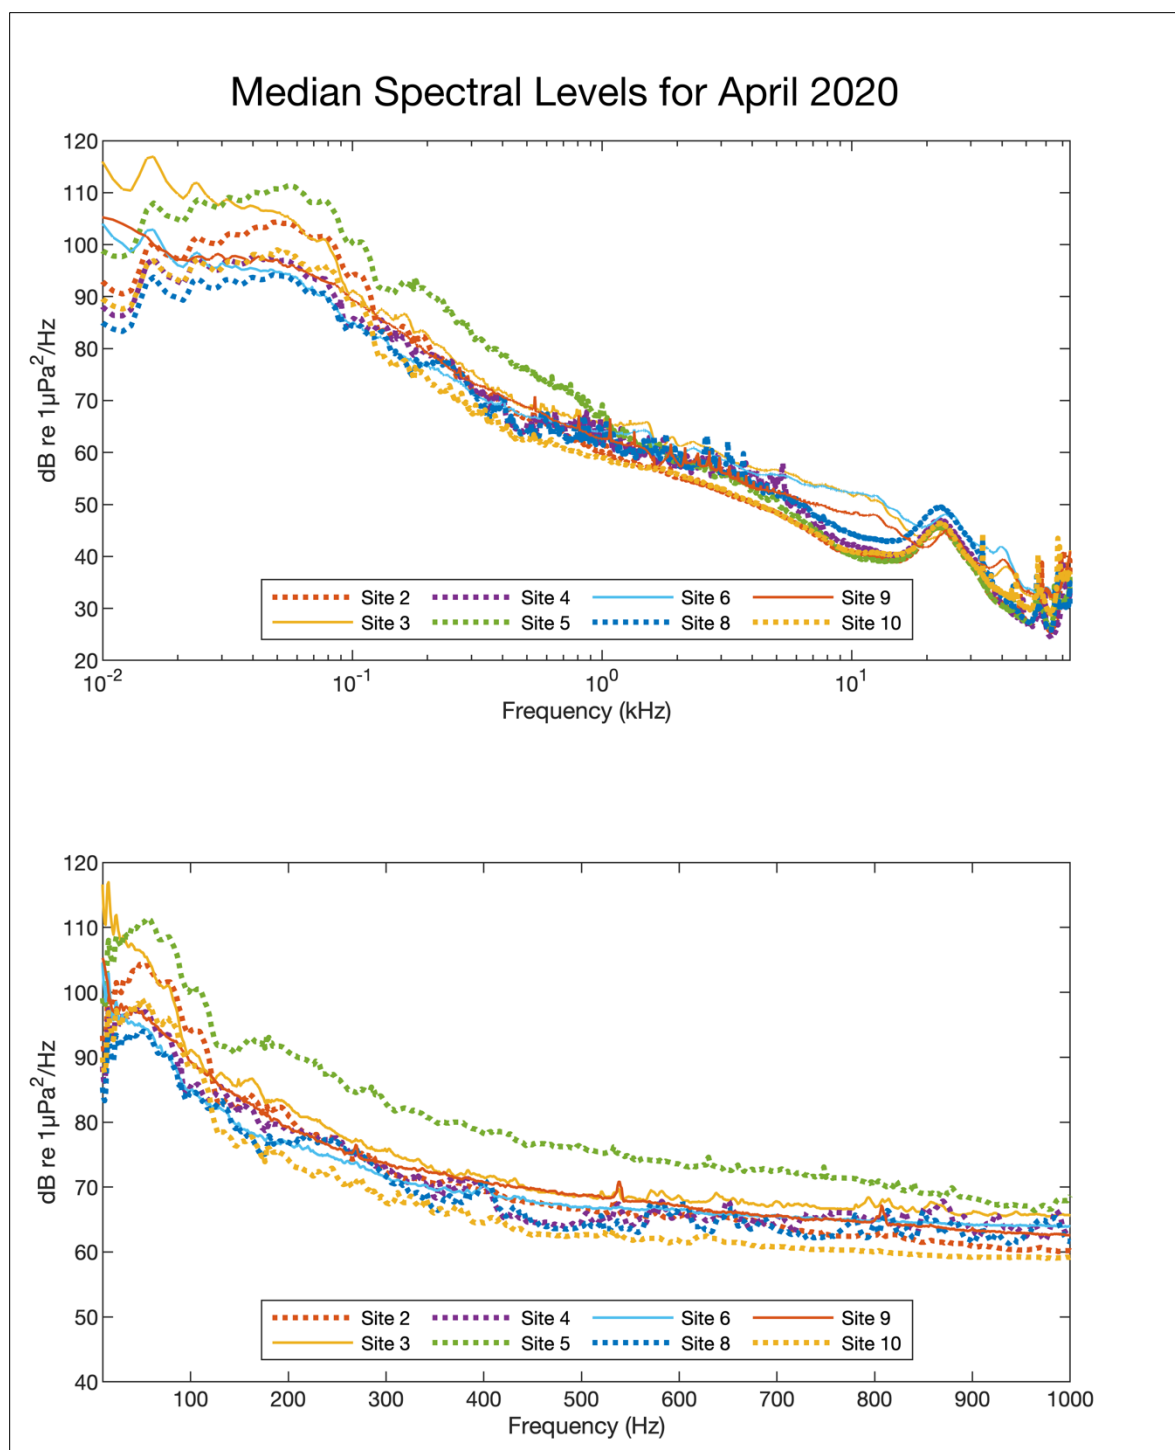 Median Spectral Levels for April 2020
120
110
100
90
80
70
60
50
40
30
20
dB re 1µPa²/Hz
Site 2 Site 4 Site 6 Site 9
Site 3 Site 5 Site 8 Site 10
10⁻² 10⁻¹ 10⁰ 10¹
Frequency (kHz)
120
110
100
90
80
70
60
50
40
dB re 1µPa²/Hz
Site 2 Site 4 Site 6 Site 9
Site 3 Site 5 Site 8 Site 10
100 200 300 400 500 600 700 800 900 1000
Frequency (Hz)